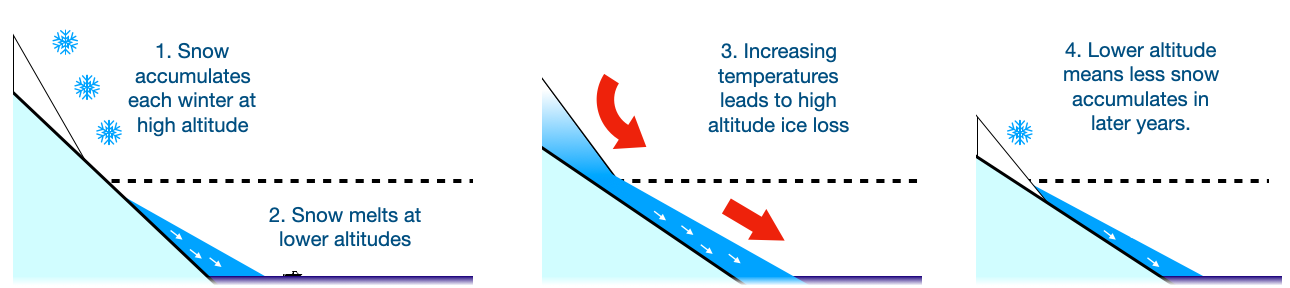 1. Snow
accumulates
each winter at
high altitude
2. Snow melts at
lower altitudes
3. Increasing
temperatures
leads to high
altitude ice loss
4. Lower altitude
means less snow
accumulates in
later years.